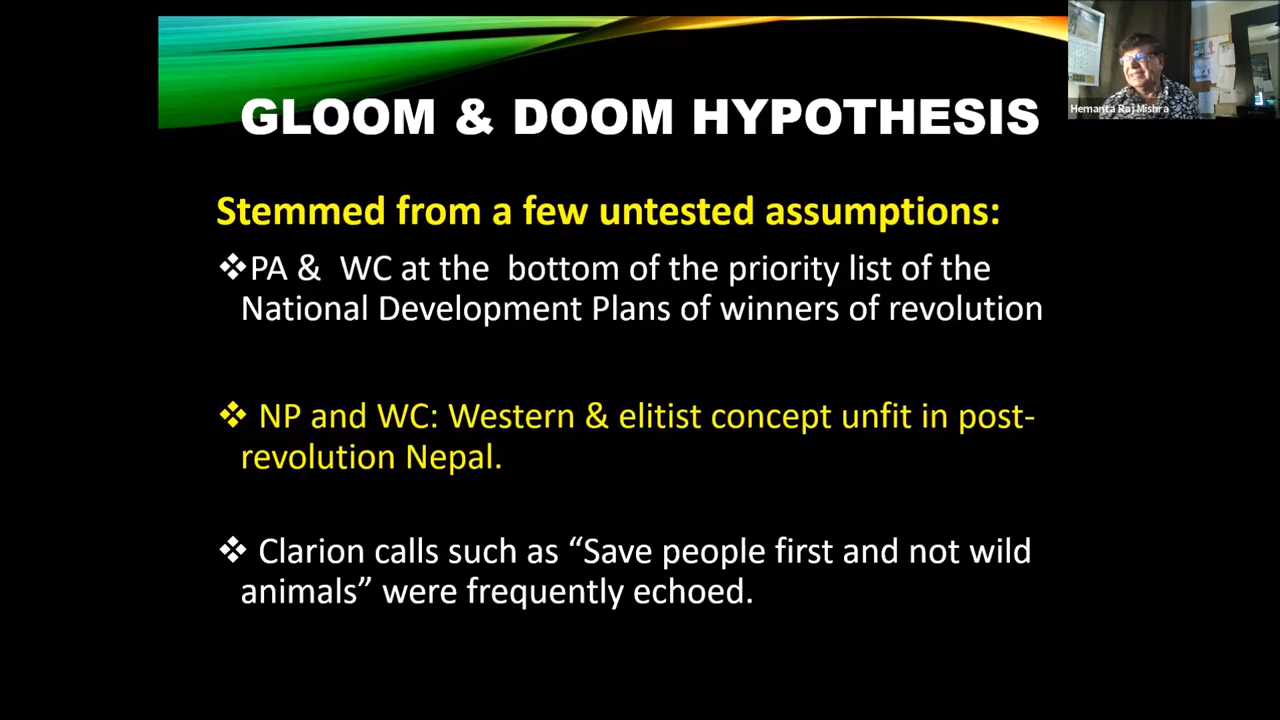 GLOOM & DOOM HYPOTHESIS
Hemanta Raj Mishra
Stemmed from a few untested assumptions:
❖PA & WC at the bottom of the priority list of the
National Development Plans of winners of revolution
❖ NP and WC: Western & elitist concept unfit in post-
revolution Nepal.
❖ Clarion calls such as “Save people first and not wild
animals” were frequently echoed.